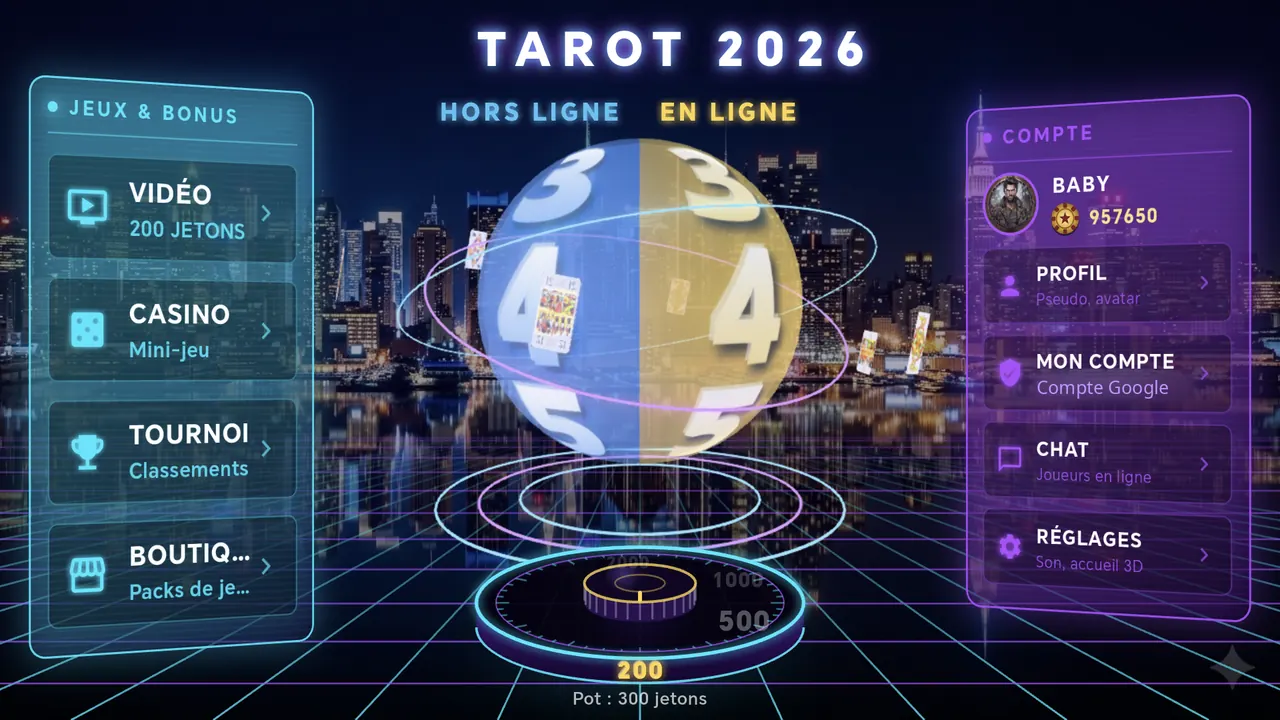 TAROT 2026
HORS LIGNE EN LIGNE
JEUX & BONUS
VIDÉO
200 JETONS
CASINO
Mini-jeu
TOURNOI
Classements
BOUTIQ...
Packs de je...
3 3
4 4
5 5
2000
1000
500
200
Pot : 300 jetons
COMPTE
BABY
957650
PROFIL
Pseudo, avatar
MON COMPTE
Compte Google
CHAT
Joueurs en ligne
RÉGLAGES
Son, accueil 3D